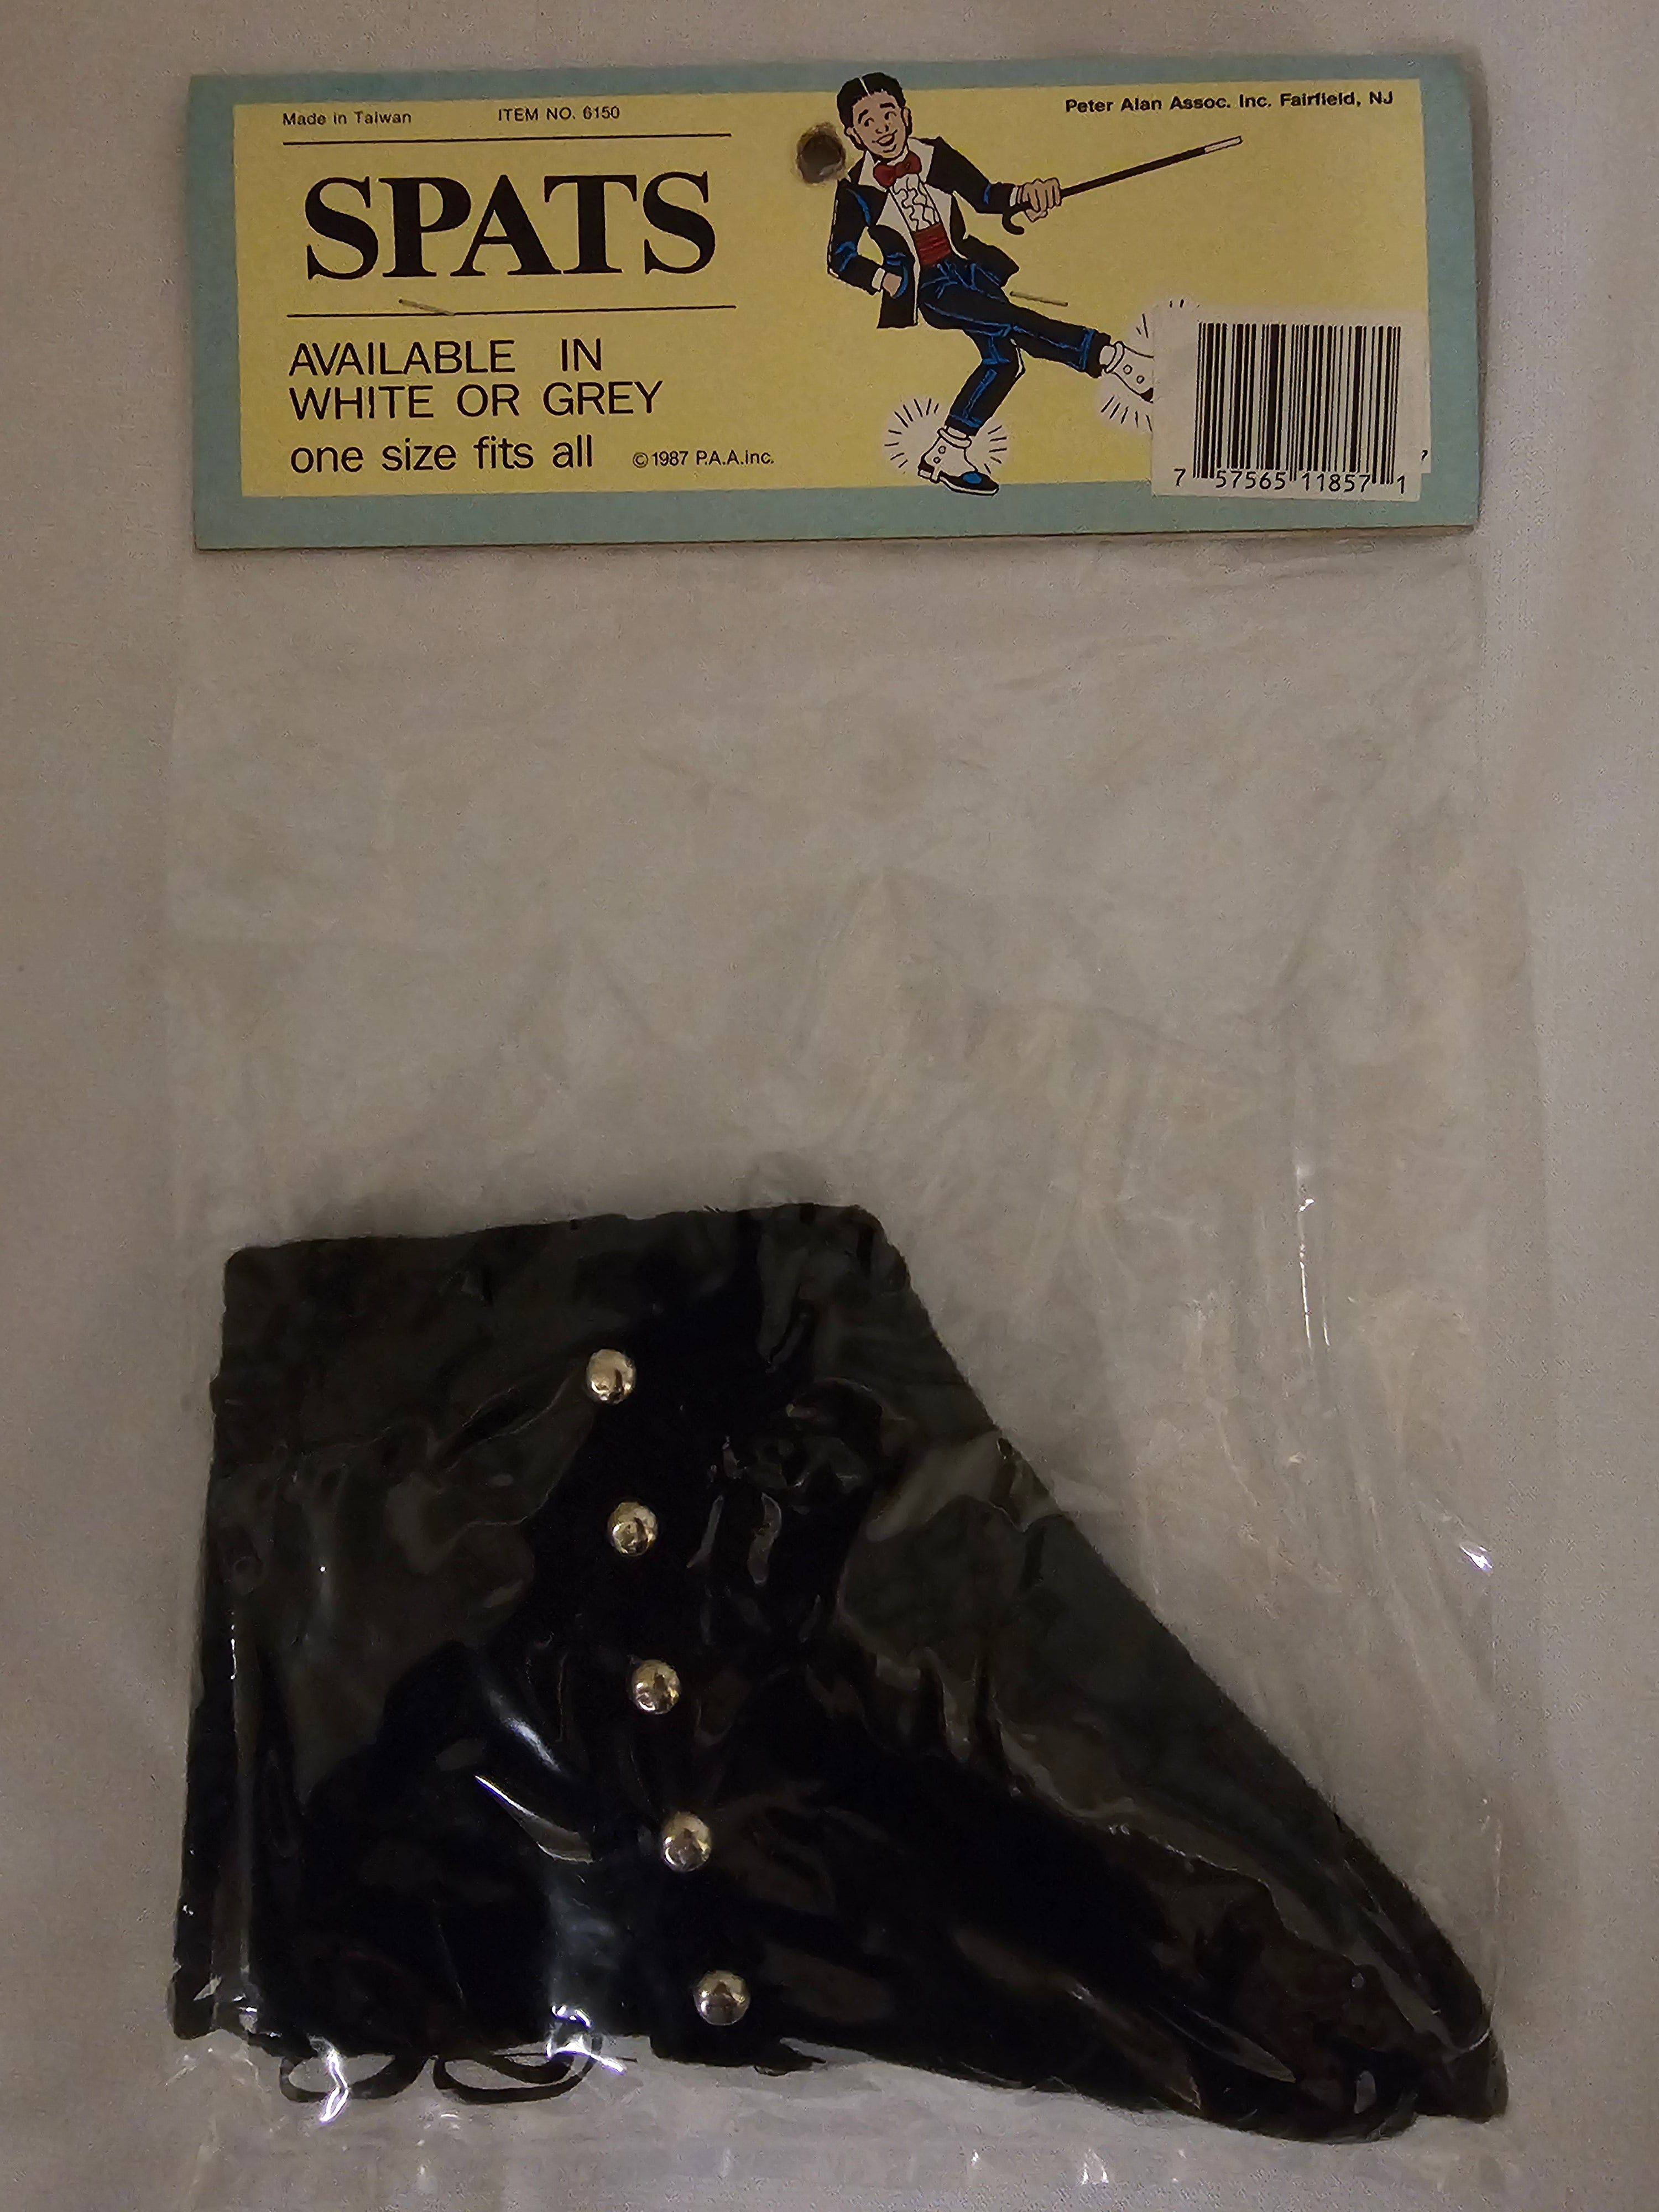 Made in Taiwan
ITEM NO. 6150
Peter Alan Assoc. Inc. Fairfield, NJ
SPATS
AVAILABLE IN
WHITE OR GREY
one size fits all
©1987 P.A.A.Inc.
7 57565 11857 1